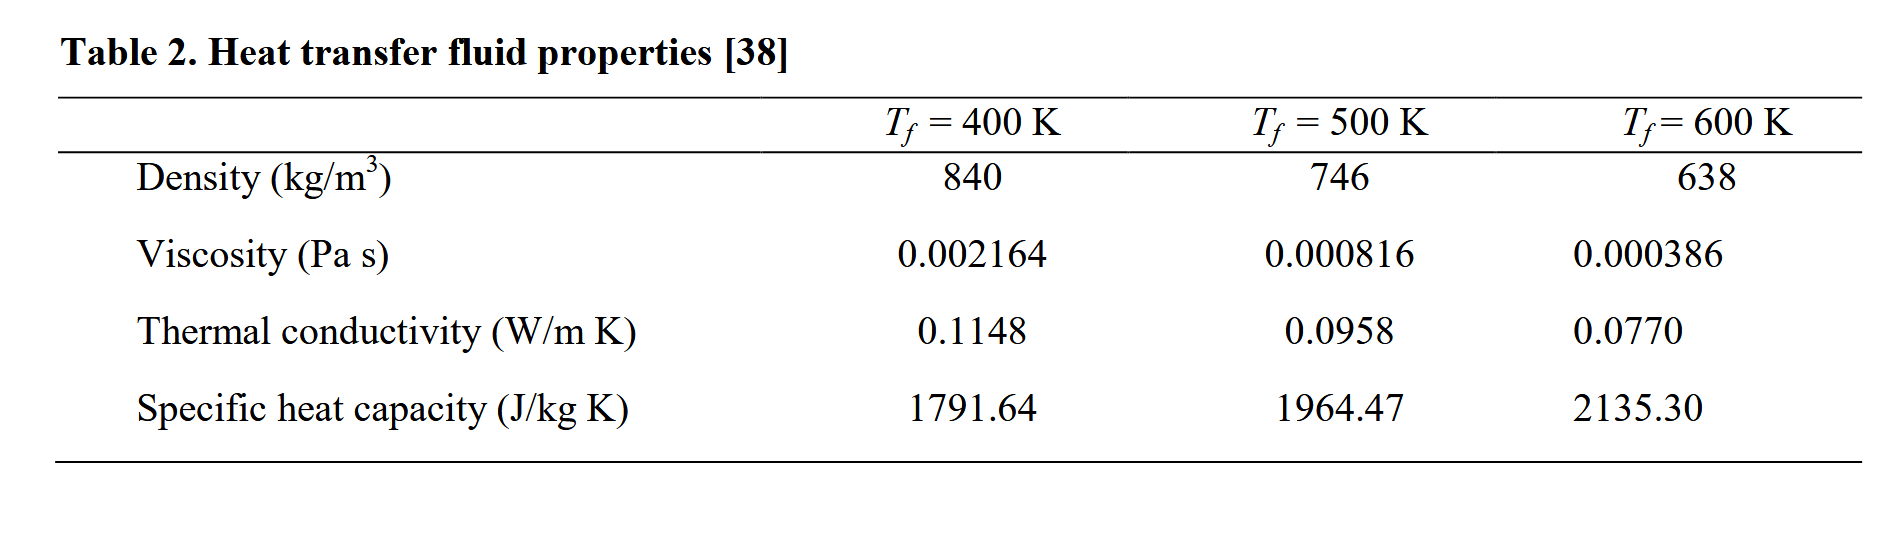 Table 2. Heat transfer fluid properties [38]
T_f = 400 K T_f = 500 K T_f = 600 K
Density (kg/m³) 840 746 638
Viscosity (Pa s) 0.002164 0.000816 0.000386
Thermal conductivity (W/m K) 0.1148 0.0958 0.0770
Specific heat capacity (J/kg K) 1791.64 1964.47 2135.30